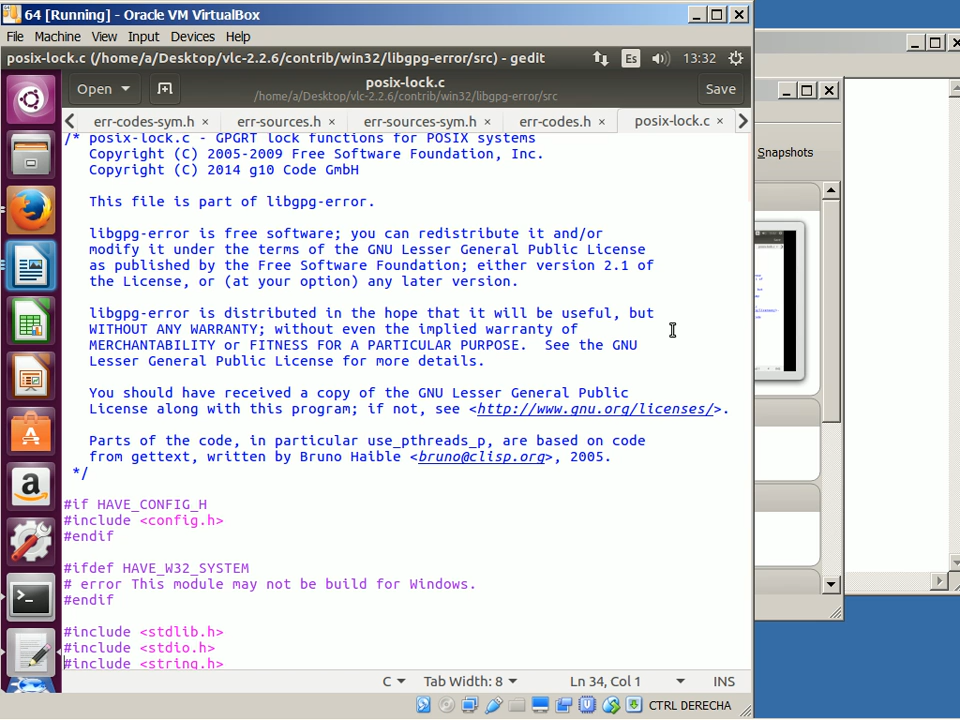 64 [Running] - Oracle VM VirtualBox
File Machine View Input Devices Help
posix-lock.c (/home/a/Desktop/vlc-2.2.6/contrib/win32/libgpg-error/src) - gedit
Es
13:32
Open
posix-lock.c
/home/a/Desktop/vlc-2.2.6/contrib/win32/libgpg-error/src
Save
err-codes-sym.h × err-sources.h × err-sources-sym.h × err-codes.h × posix-lock.c ×
Snapshots
/* posix-lock.c - GPGRT lock functions for POSIX systems
Copyright (C) 2005-2009 Free Software Foundation, Inc.
Copyright (C) 2014 g10 Code GmbH
This file is part of libgpg-error.
libgpg-error is free software; you can redistribute it and/or
modify it under the terms of the GNU Lesser General Public License
as published by the Free Software Foundation; either version 2.1 of
the License, or (at your option) any later version.
libgpg-error is distributed in the hope that it will be useful, but
WITHOUT ANY WARRANTY; without even the implied warranty of
MERCHANTABILITY or FITNESS FOR A PARTICULAR PURPOSE.  See the GNU
Lesser General Public License for more details.
You should have received a copy of the GNU Lesser General Public
License along with this program; if not, see <http://www.gnu.org/licenses/>.
Parts of the code, in particular use_pthreads_p, are based on code
from gettext, written by Bruno Haible <bruno@clisp.org>, 2005.
*/
#if HAVE_CONFIG_H
#include <config.h>
#endif
#ifdef HAVE_W32_SYSTEM
# error This module may not be build for Windows.
#endif
#include <stdlib.h>
#include <stdio.h>
#include <string.h>
C Tab Width: 8 Ln 34, Col 1 INS
CTRL DERECHA